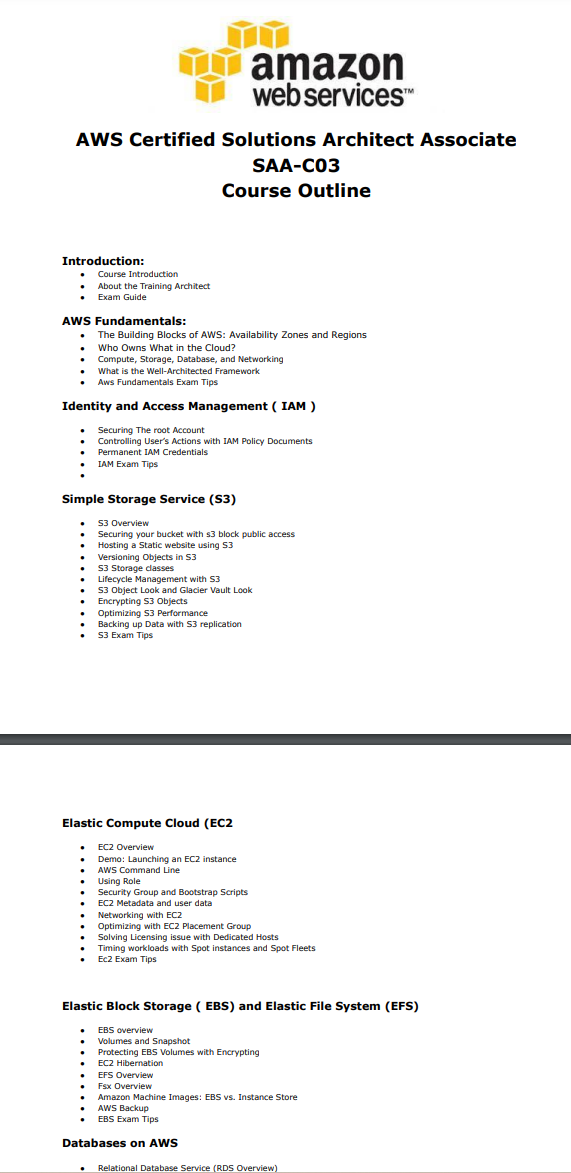 amazon
webservices™
AWS Certified Solutions Architect Associate
SAA-C03
Course Outline
Introduction:
• Course Introduction
• About the Training Architect
• Exam Guide
AWS Fundamentals:
• The Building Blocks of AWS: Availability Zones and Regions
• Who Owns What in the Cloud?
• Compute, Storage, Database, and Networking
• What is the Well-Architected Framework
• Aws Fundamentals Exam Tips
Identity and Access Management ( IAM )
• Securing The root Account
• Controlling User's Actions with IAM Policy Documents
• Permanent IAM Credentials
• IAM Exam Tips
•
Simple Storage Service (S3)
• S3 Overview
• Securing your bucket with s3 block public access
• Hosting a Static website using S3
• Versioning Objects in S3
• S3 Storage classes
• Lifecycle Management with S3
• S3 Object Look and Glacier Vault Look
• Encrypting S3 Objects
• Optimizing S3 Performance
• Backing up Data with S3 replication
• S3 Exam Tips
Elastic Compute Cloud (EC2
• EC2 Overview
• Demo: Launching an EC2 instance
• AWS Command Line
• Using Role
• Security Group and Bootstrap Scripts
• EC2 Metadata and user data
• Networking with EC2
• Optimizing with EC2 Placement Group
• Solving Licensing issue with Dedicated Hosts
• Timing workloads with Spot instances and Spot Fleets
• Ec2 Exam Tips
Elastic Block Storage ( EBS) and Elastic File System (EFS)
• EBS overview
• Volumes and Snapshot
• Protecting EBS Volumes with Encrypting
• EC2 Hibernation
• EFS Overview
• Fsx Overview
• Amazon Machine Images: EBS vs. Instance Store
• AWS Backup
• EBS Exam Tips
Databases on AWS
• Relational Database Service (RDS Overview)